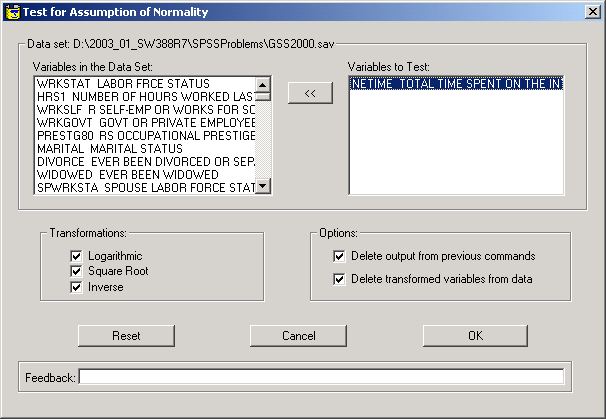 Test for Assumption of Normality
Data set: D:\2003_01_SW388R7\SPSSProblems\GSS2000.sav
Variables in the Data Set:
Variables to Test:
WRKSTAT LABOR FRCE STATUS
HRS1 NUMBER OF HOURS WORKED LAS
WRKSLF R SELF-EMP OR WORKS FOR SC
WRKGOVT GOVT OR PRIVATE EMPLOYEE
PRESTG80 RS OCCUPATIONAL PRESTIGE
MARITAL MARITAL STATUS
DIVORCE EVER BEEN DIVORCED OR SEP
WIDOWED EVER BEEN WIDOWED
SPWRKSTA SPOUSE LABOR FORCE STAT
<<
NETIME TOTAL TIME SPENT ON THE IN
Transformations:
Logarithmic
Square Root
Inverse
Options:
Delete output from previous commands
Delete transformed variables from data
Reset
Cancel
OK
Feedback: